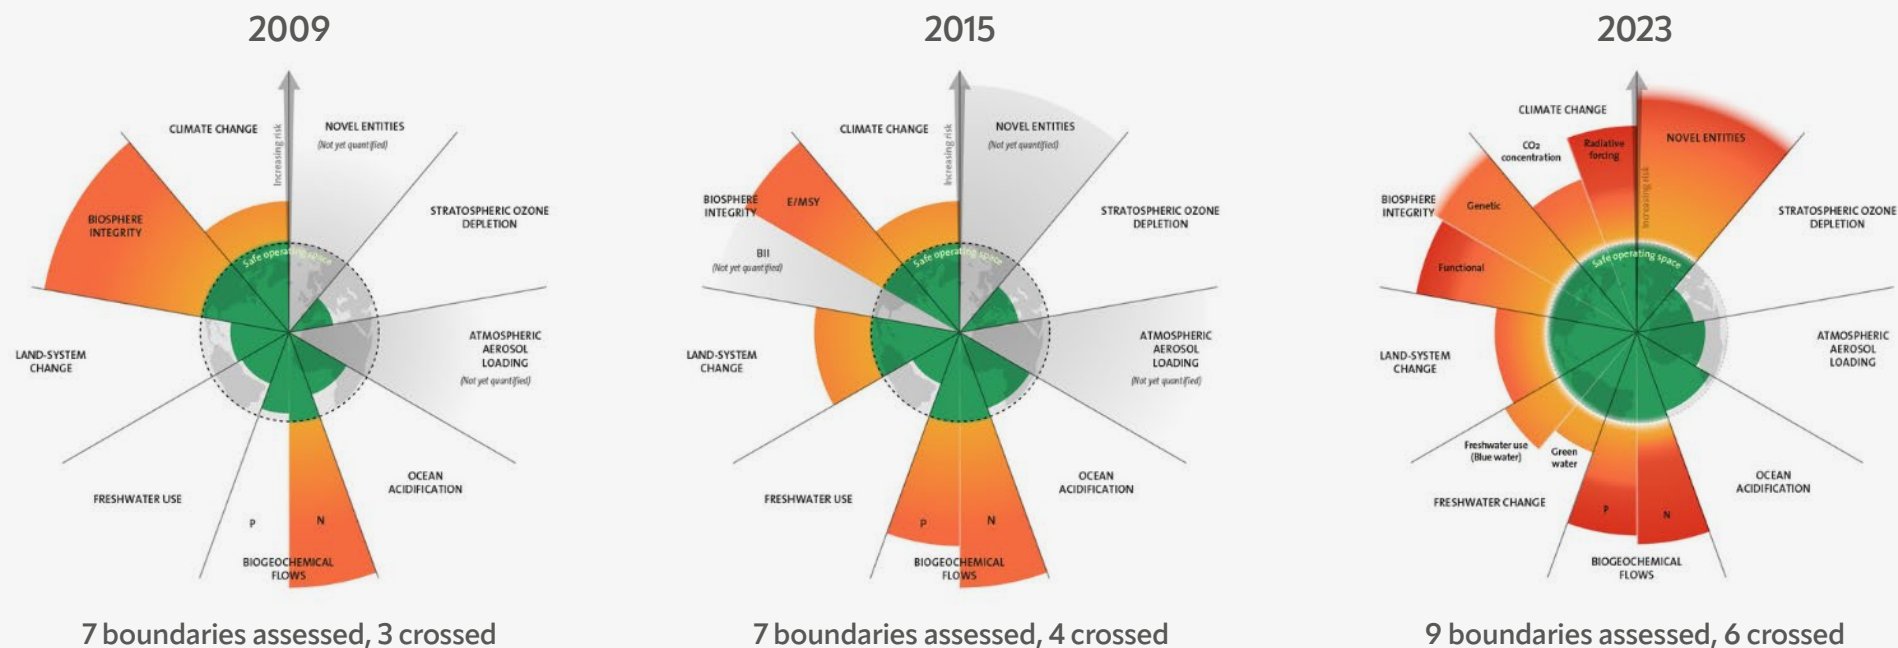 2009
CLIMATE CHANGE
NOVEL ENTITIES
(Not yet quantified)
Increasing risk
BIOSPHERE
INTEGRITY
STRATOSPHERIC OZONE
DEPLETION
Safe operating space
LAND-SYSTEM
CHANGE
ATMOSPHERIC
AEROSOL
LOADING
(Not yet quantified)
FRESHWATER USE
OCEAN
ACIDIFICATION
P
N
BIOGEOCHEMICAL
FLOWS
7 boundaries assessed, 3 crossed
2015
CLIMATE CHANGE
NOVEL ENTITIES
(Not yet quantified)
Increasing risk
BIOSPHERE
INTEGRITY
E/MSY
BII
(Not yet quantified)
STRATOSPHERIC OZONE
DEPLETION
Safe operating space
LAND-SYSTEM
CHANGE
ATMOSPHERIC
AEROSOL
LOADING
(Not yet quantified)
FRESHWATER USE
OCEAN
ACIDIFICATION
P
N
BIOGEOCHEMICAL
FLOWS
7 boundaries assessed, 4 crossed
2023
CLIMATE CHANGE
CO₂
concentration
Radiative
forcing
NOVEL ENTITIES
Increasing risk
BIOSPHERE
INTEGRITY
Genetic
Functional
STRATOSPHERIC OZONE
DEPLETION
Safe operating space
LAND-SYSTEM
CHANGE
ATMOSPHERIC
AEROSOL
LOADING
Freshwater use
(Blue water)
Green
water
FRESHWATER CHANGE
OCEAN
ACIDIFICATION
P
N
BIOGEOCHEMICAL
FLOWS
9 boundaries assessed, 6 crossed